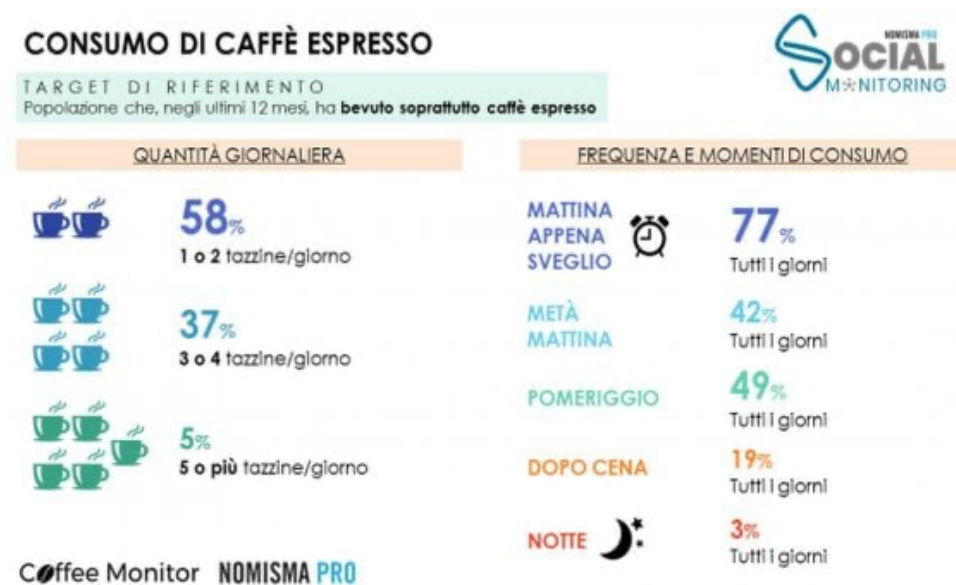 CONSUMO DI CAFFÈ ESPRESSO
NOMISMA PRO
SOCIAL
MONITORING
TARGET DI RIFERIMENTO
Popolazione che, negli ultimi 12 mesi, ha bevuto soprattutto caffè espresso
QUANTITÀ GIORNALIERA
58%
1 o 2 tazzine/giorno
37%
3 o 4 tazzine/giorno
5%
5 o più tazzine/giorno
FREQUENZA E MOMENTI DI CONSUMO
MATTINA
APPENA
SVEGLIO
77%
Tutti i giorni
METÀ
MATTINA
42%
Tutti i giorni
POMERIGGIO
49%
Tutti i giorni
DOPO CENA
19%
Tutti i giorni
NOTTE
3%
Tutti i giorni
Coffee Monitor NOMISMA PRO